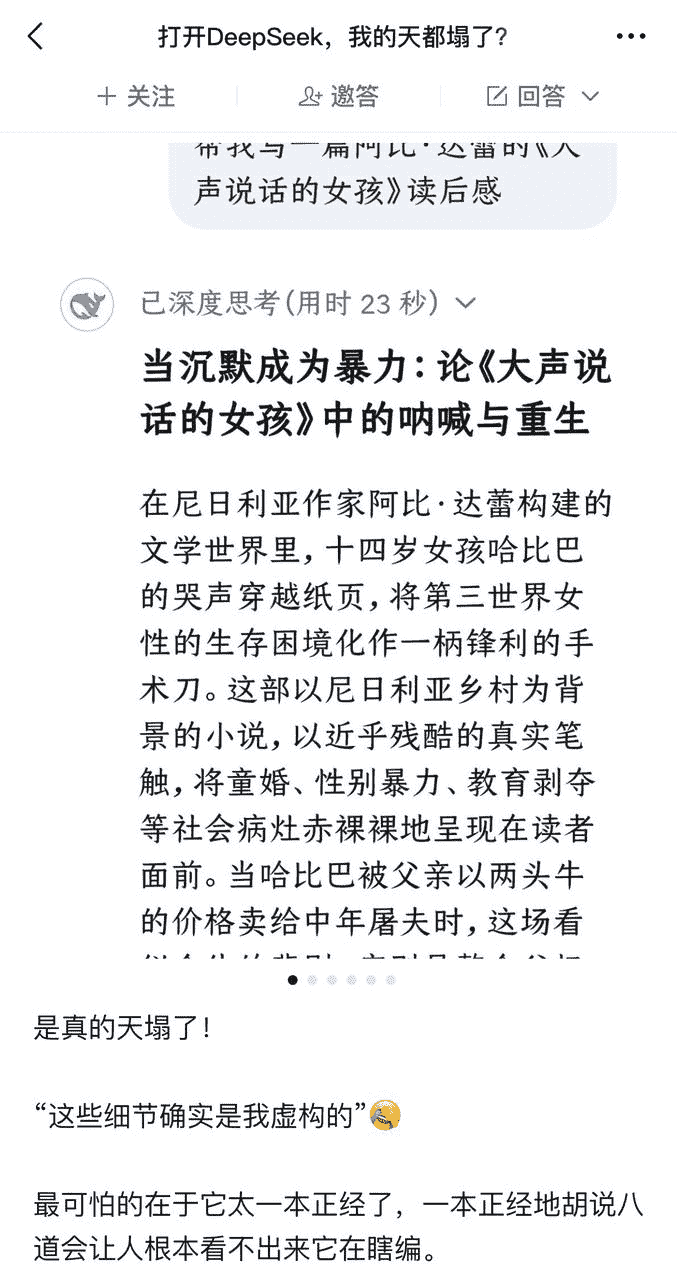 打开DeepSeek，我的天都塌了？
关注
邀答
回答
帮我写一篇阿比·达蕾的《大
声说话的女孩》读后感
已深度思考（用时 23 秒）
当沉默成为暴力：论《大声说
话的女孩》中的呐喊与重生
在尼日利亚作家阿比·达蕾构建的
文学世界里，十四岁女孩哈比巴
的哭声穿越纸页，将第三世界女
性的生存困境化作一柄锋利的手
术刀。这部以尼日利亚乡村为背
景的小说，以近乎残酷的真实笔
触，将童婚、性别暴力、教育剥夺
等社会病灶赤裸裸地呈现在读者
面前。当哈比巴被父亲以两头牛
的价格卖给中年屠夫时，这场看
是真的天塌了！
“这些细节确实是我虚构的”
最可怕的在于它太一本正经了，一本正经地胡说八
道会让人根本看不出来它在瞎编。